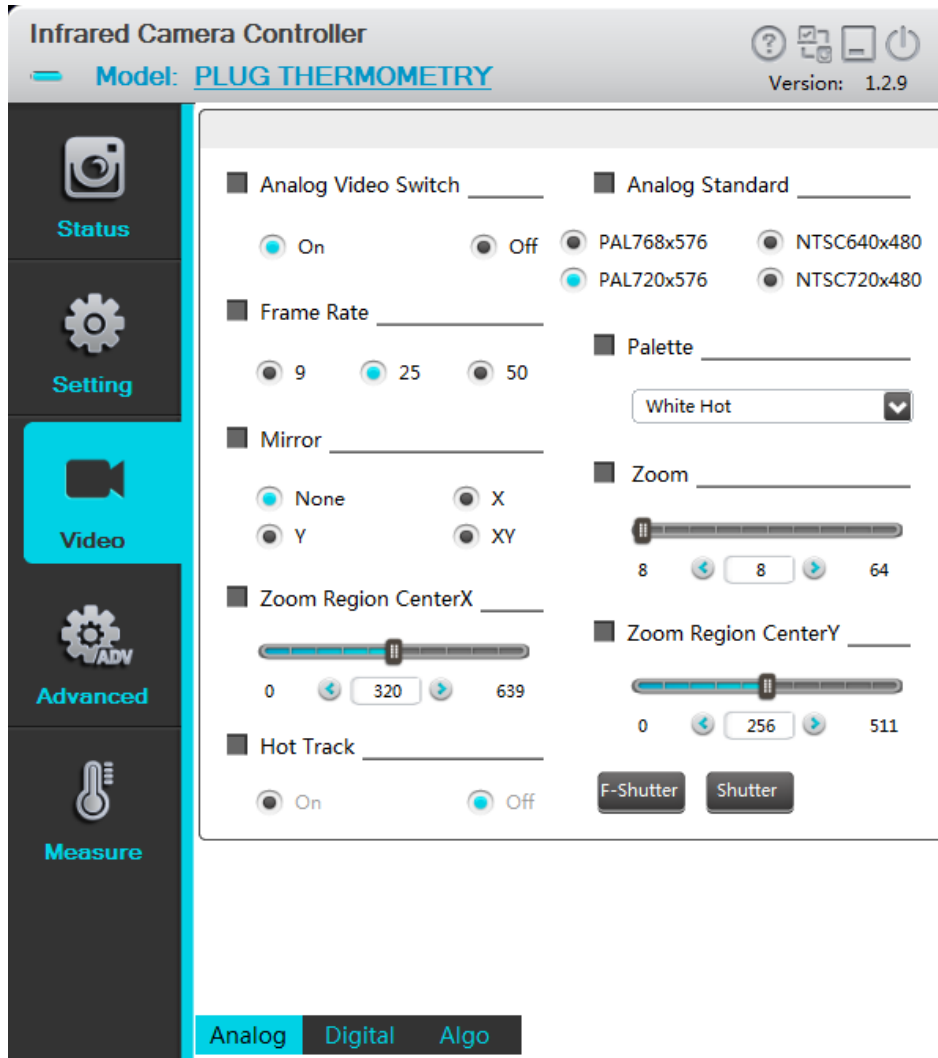 Infrared Camera Controller
Model: PLUG THERMOMETRY
Version: 1.2.9
Status
Setting
Video
ADV
Advanced
Measure
Analog Video Switch
On Off
Frame Rate
9 25 50
Mirror
None X
Y XY
Zoom Region CenterX
0 320 639
Hot Track
On Off
Analog Standard
PAL768x576 NTSC640x480
PAL720x576 NTSC720x480
Palette
White Hot
Zoom
8 8 64
Zoom Region CenterY
0 256 511
F-Shutter Shutter
Analog Digital Algo